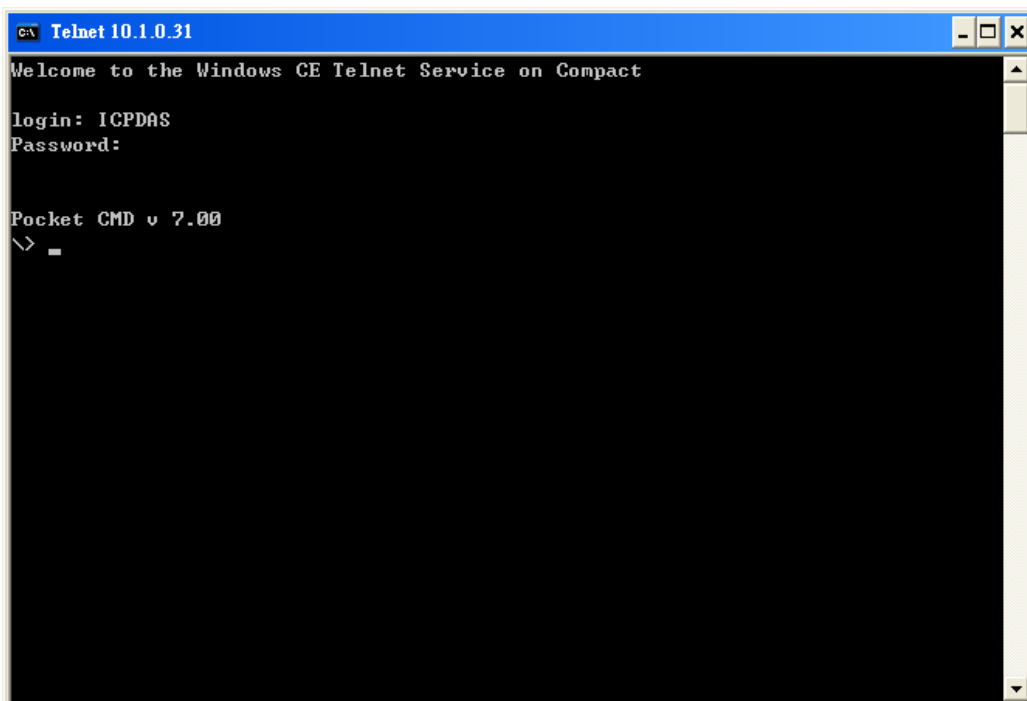 Telnet 10.1.0.31
Welcome to the Windows CE Telnet Service on Compact
login: ICPDAS
Password:
Pocket CMD v 7.00
\> _